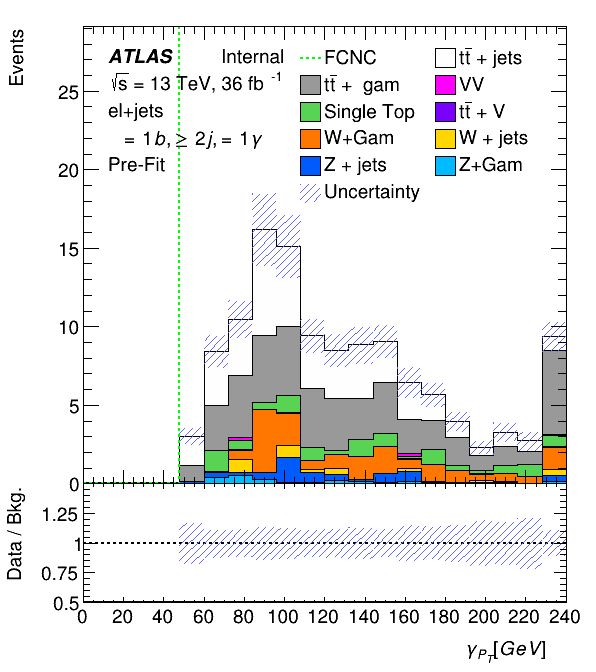 Events
ATLAS Internal
√s = 13 TeV, 36 fb⁻¹
el+jets
= 1b, ≥ 2j, = 1γ
Pre-Fit
FCNC
tt̄ + jets
tt̄ + gam
VV
Single Top
tt̄ + V
W+Gam
W + jets
Z + jets
Z+Gam
Uncertainty
25
20
15
10
5
0
Data / Bkg.
1.25
1
0.75
0.5
0 20 40 60 80 100 120 140 160 180 200 220 240
γ_{P_T}[GeV]